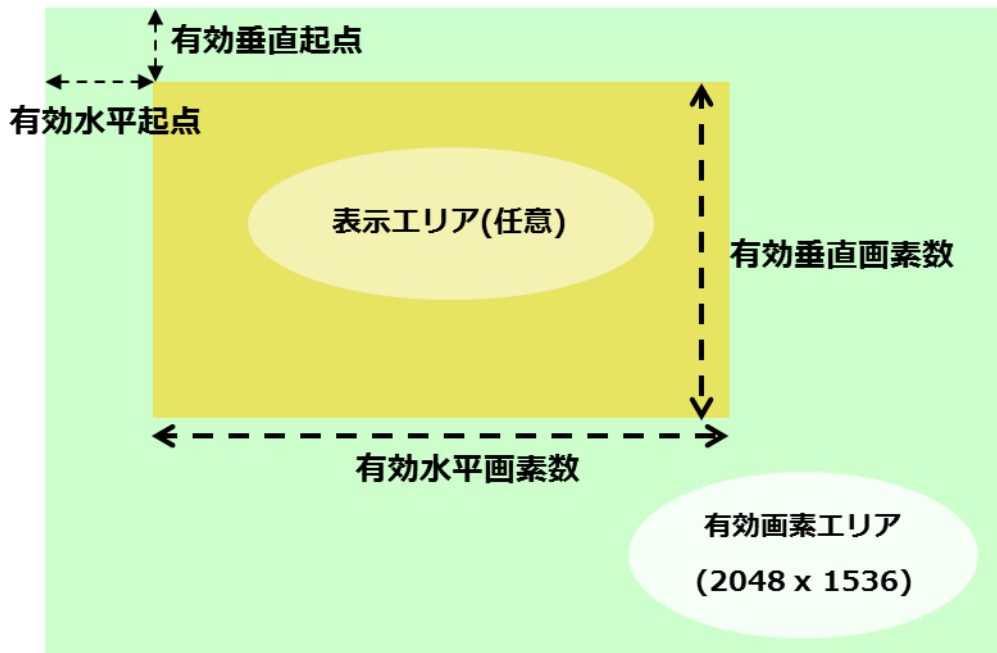 有効垂直起点
有効水平起点
表示エリア(任意)
有効垂直画素数
有効水平画素数
有効画素エリア
(2048 x 1536)